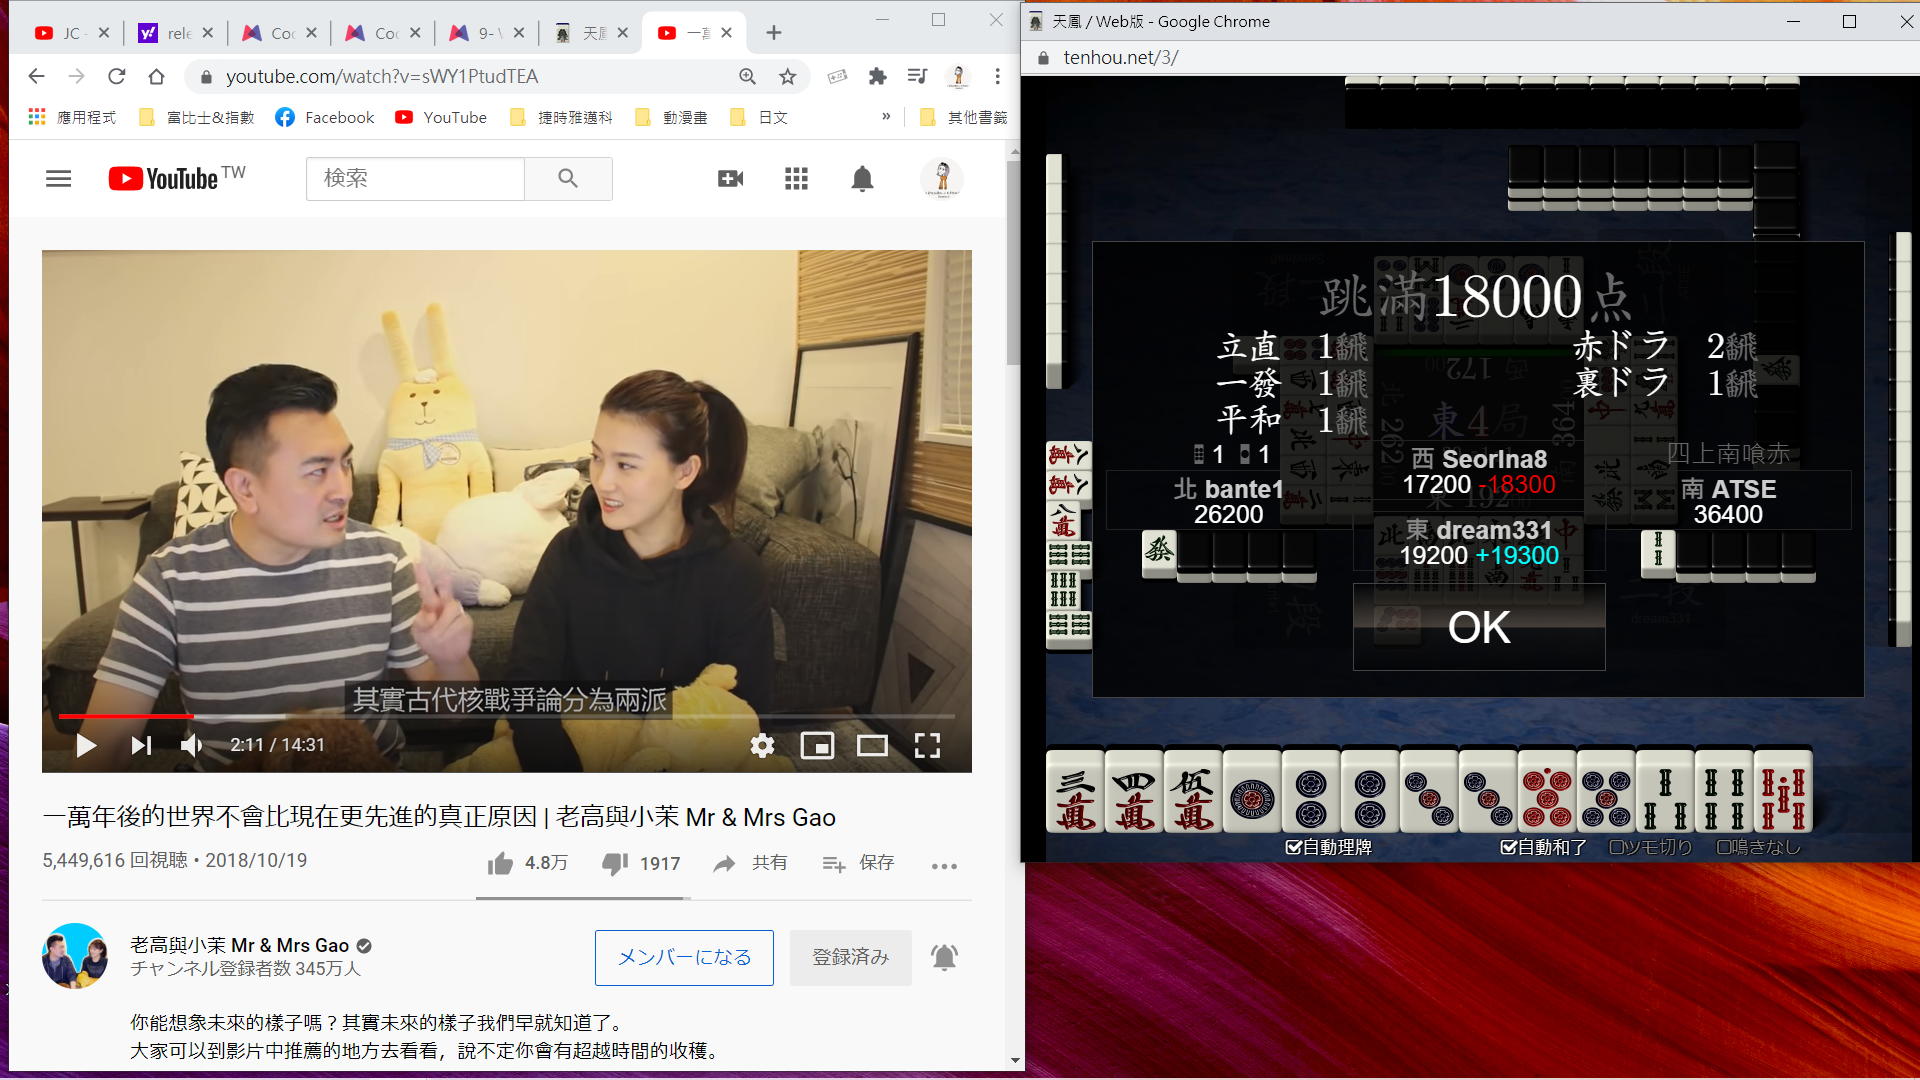 JC -
rele
Coc
Coc
9- \
天鳳
一萬
youtube.com/watch?v=sWY1PtudTEA
應用程式
富比士&指數
Facebook
YouTube
捷時雅邁科
動漫畫
日文
»
其他書籤
YouTube TW
検索
其實古代核戰爭論分為兩派
2:11 / 14:31
一萬年後的世界不會比現在更先進的真正原因 | 老高與小茉 Mr & Mrs Gao
5,449,616 回視聴 • 2018/10/19
4.8万
1917
共有
保存
老高與小茉 Mr & Mrs Gao
チャンネル登録者数 345万人
メンバーになる
登録済み
你能想象未來的樣子嗎？其實未來的樣子我們早就知道了。
大家可以到影片中推薦的地方去看看，說不定你會有超越時間的收穫。
天鳳 / Web版 - Google Chrome
tenhou.net/3/
跳満18000点
立直 1飜
一發 1飜
平和 1飜
赤ドラ 2飜
裏ドラ 1飜
東4局
1 1
四上南喰赤
西 SeorIna8
17200 -18300
北 bante1
26200
南 ATSE
36400
東 dream331
19200 +19300
發
OK
三萬
四萬
伍萬
自動理牌
自動和了
ツモ切り
鳴きなし